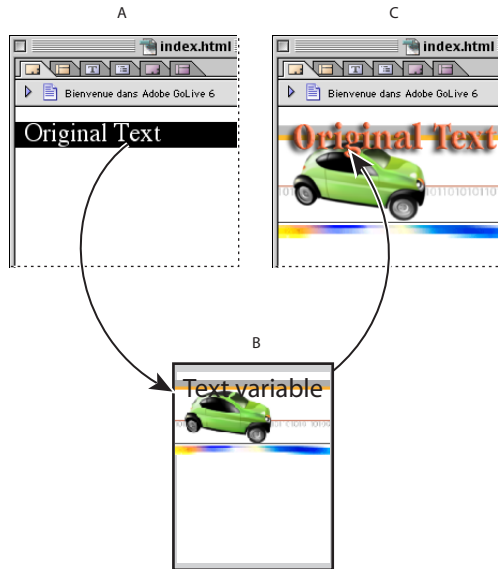 A
index.html
Bienvenue dans Adobe GoLive 6
Original Text
C
index.html
Bienvenue dans Adobe GoLive 6
Original Text
B
Text variable